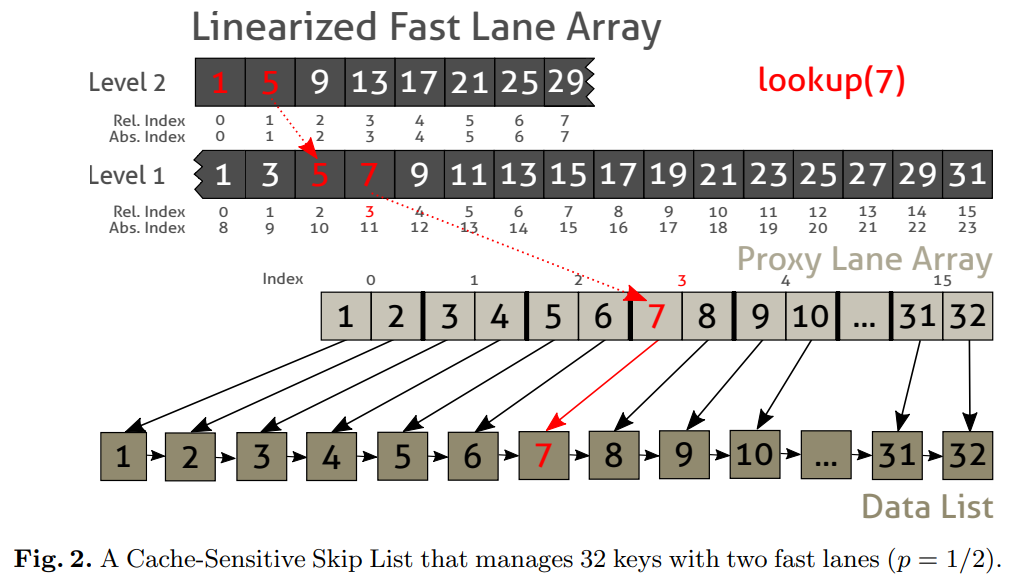 Linearized Fast Lane Array
Level 2 1 5 9 13 17 21 25 29
lookup(7)
Rel. Index 0 1 2 3 4 5 6 7
Abs. Index 0 1 2 3 4 5 6 7
Level 1 1 3 5 7 9 11 13 15 17 19 21 23 25 27 29 31
Rel. Index 0 1 2 3 4 5 6 7 8 9 10 11 12 13 14 15
Abs. Index 8 9 10 11 12 13 14 15 16 17 18 19 20 21 22 23
Proxy Lane Array
Index 0 1 2 3 4 15
1 2 3 4 5 6 7 8 9 10 ... 31 32
1 2 3 4 5 6 7 8 9 10 ... 31 32
Data List
Fig. 2. A Cache-Sensitive Skip List that manages 32 keys with two fast lanes (p = 1/2).